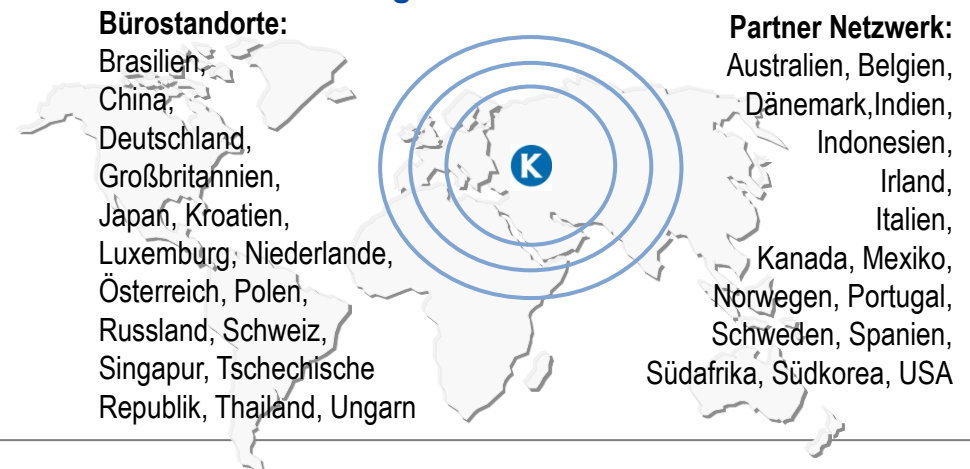 Bürostandorte:
Brasilien,
China,
Deutschland,
Großbritannien,
Japan, Kroatien,
Luxemburg, Niederlande,
Österreich, Polen,
Russland, Schweiz,
Singapur, Tschechische
Republik, Thailand, Ungarn
K
Partner Netzwerk:
Australien, Belgien,
Dänemark,Indien,
Indonesien,
Irland,
Italien,
Kanada, Mexiko,
Norwegen, Portugal,
Schweden, Spanien,
Südafrika, Südkorea, USA